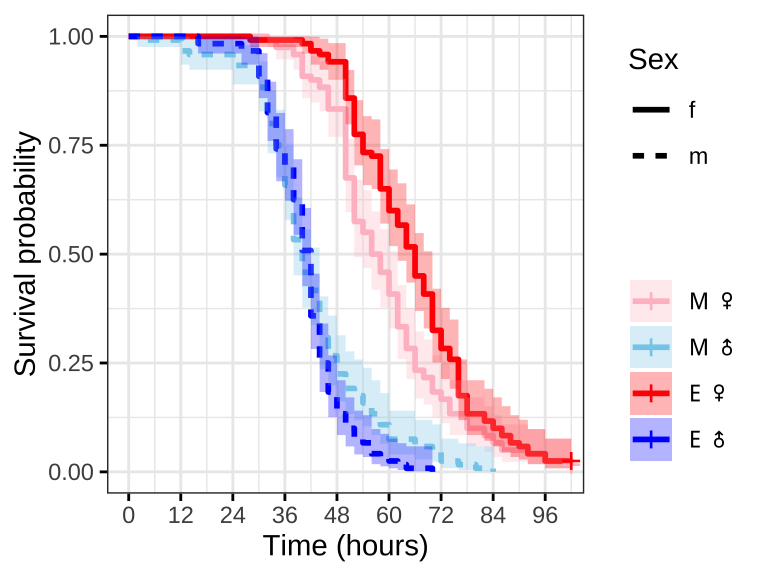 1.00
0.75
0.50
0.25
0.00
Survival probability
0 12 24 36 48 60 72 84 96
Time (hours)
Sex
f
m
M ♀
M ♂
E ♀
E ♂